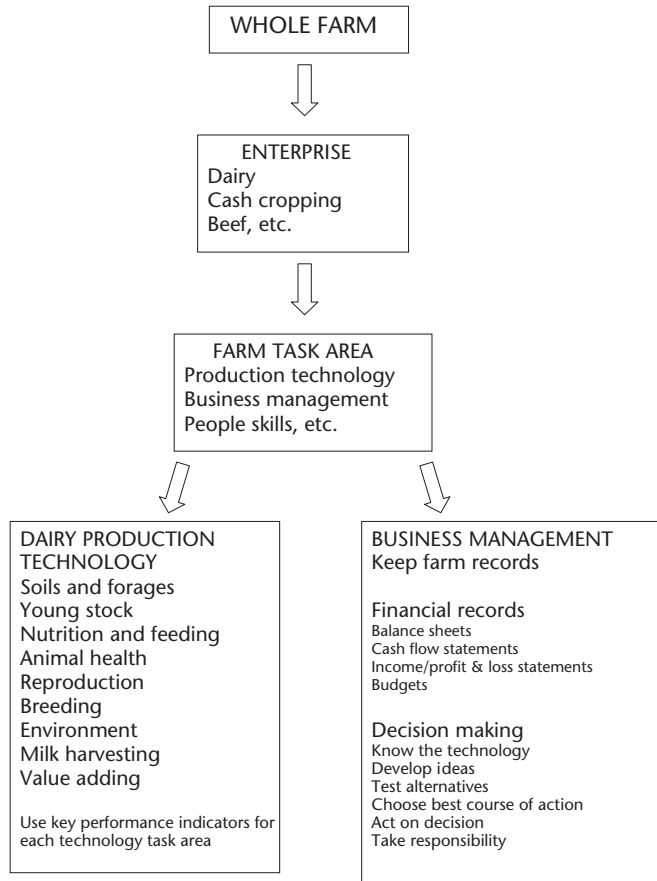 WHOLE FARM
ENTERPRISE
Dairy
Cash cropping
Beef, etc.
FARM TASK AREA
Production technology
Business management
People skills, etc.
DAIRY PRODUCTION
TECHNOLOGY
Soils and forages
Young stock
Nutrition and feeding
Animal health
Reproduction
Breeding
Environment
Milk harvesting
Value adding
Use key performance indicators for
each technology task area
BUSINESS MANAGEMENT
Keep farm records
Financial records
Balance sheets
Cash flow statements
Income/profit & loss statements
Budgets
Decision making
Know the technology
Develop ideas
Test alternatives
Choose best course of action
Act on decision
Take responsibility